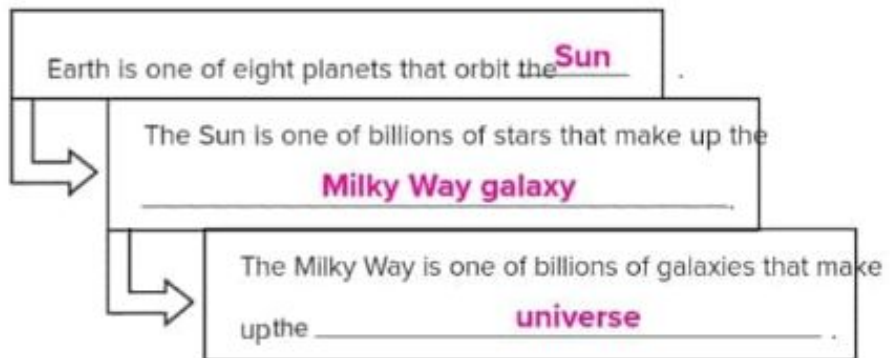 Earth is one of eight planets that orbit the Sun .
The Sun is one of billions of stars that make up the
Milky Way galaxy .
The Milky Way is one of billions of galaxies that make
upthe universe .